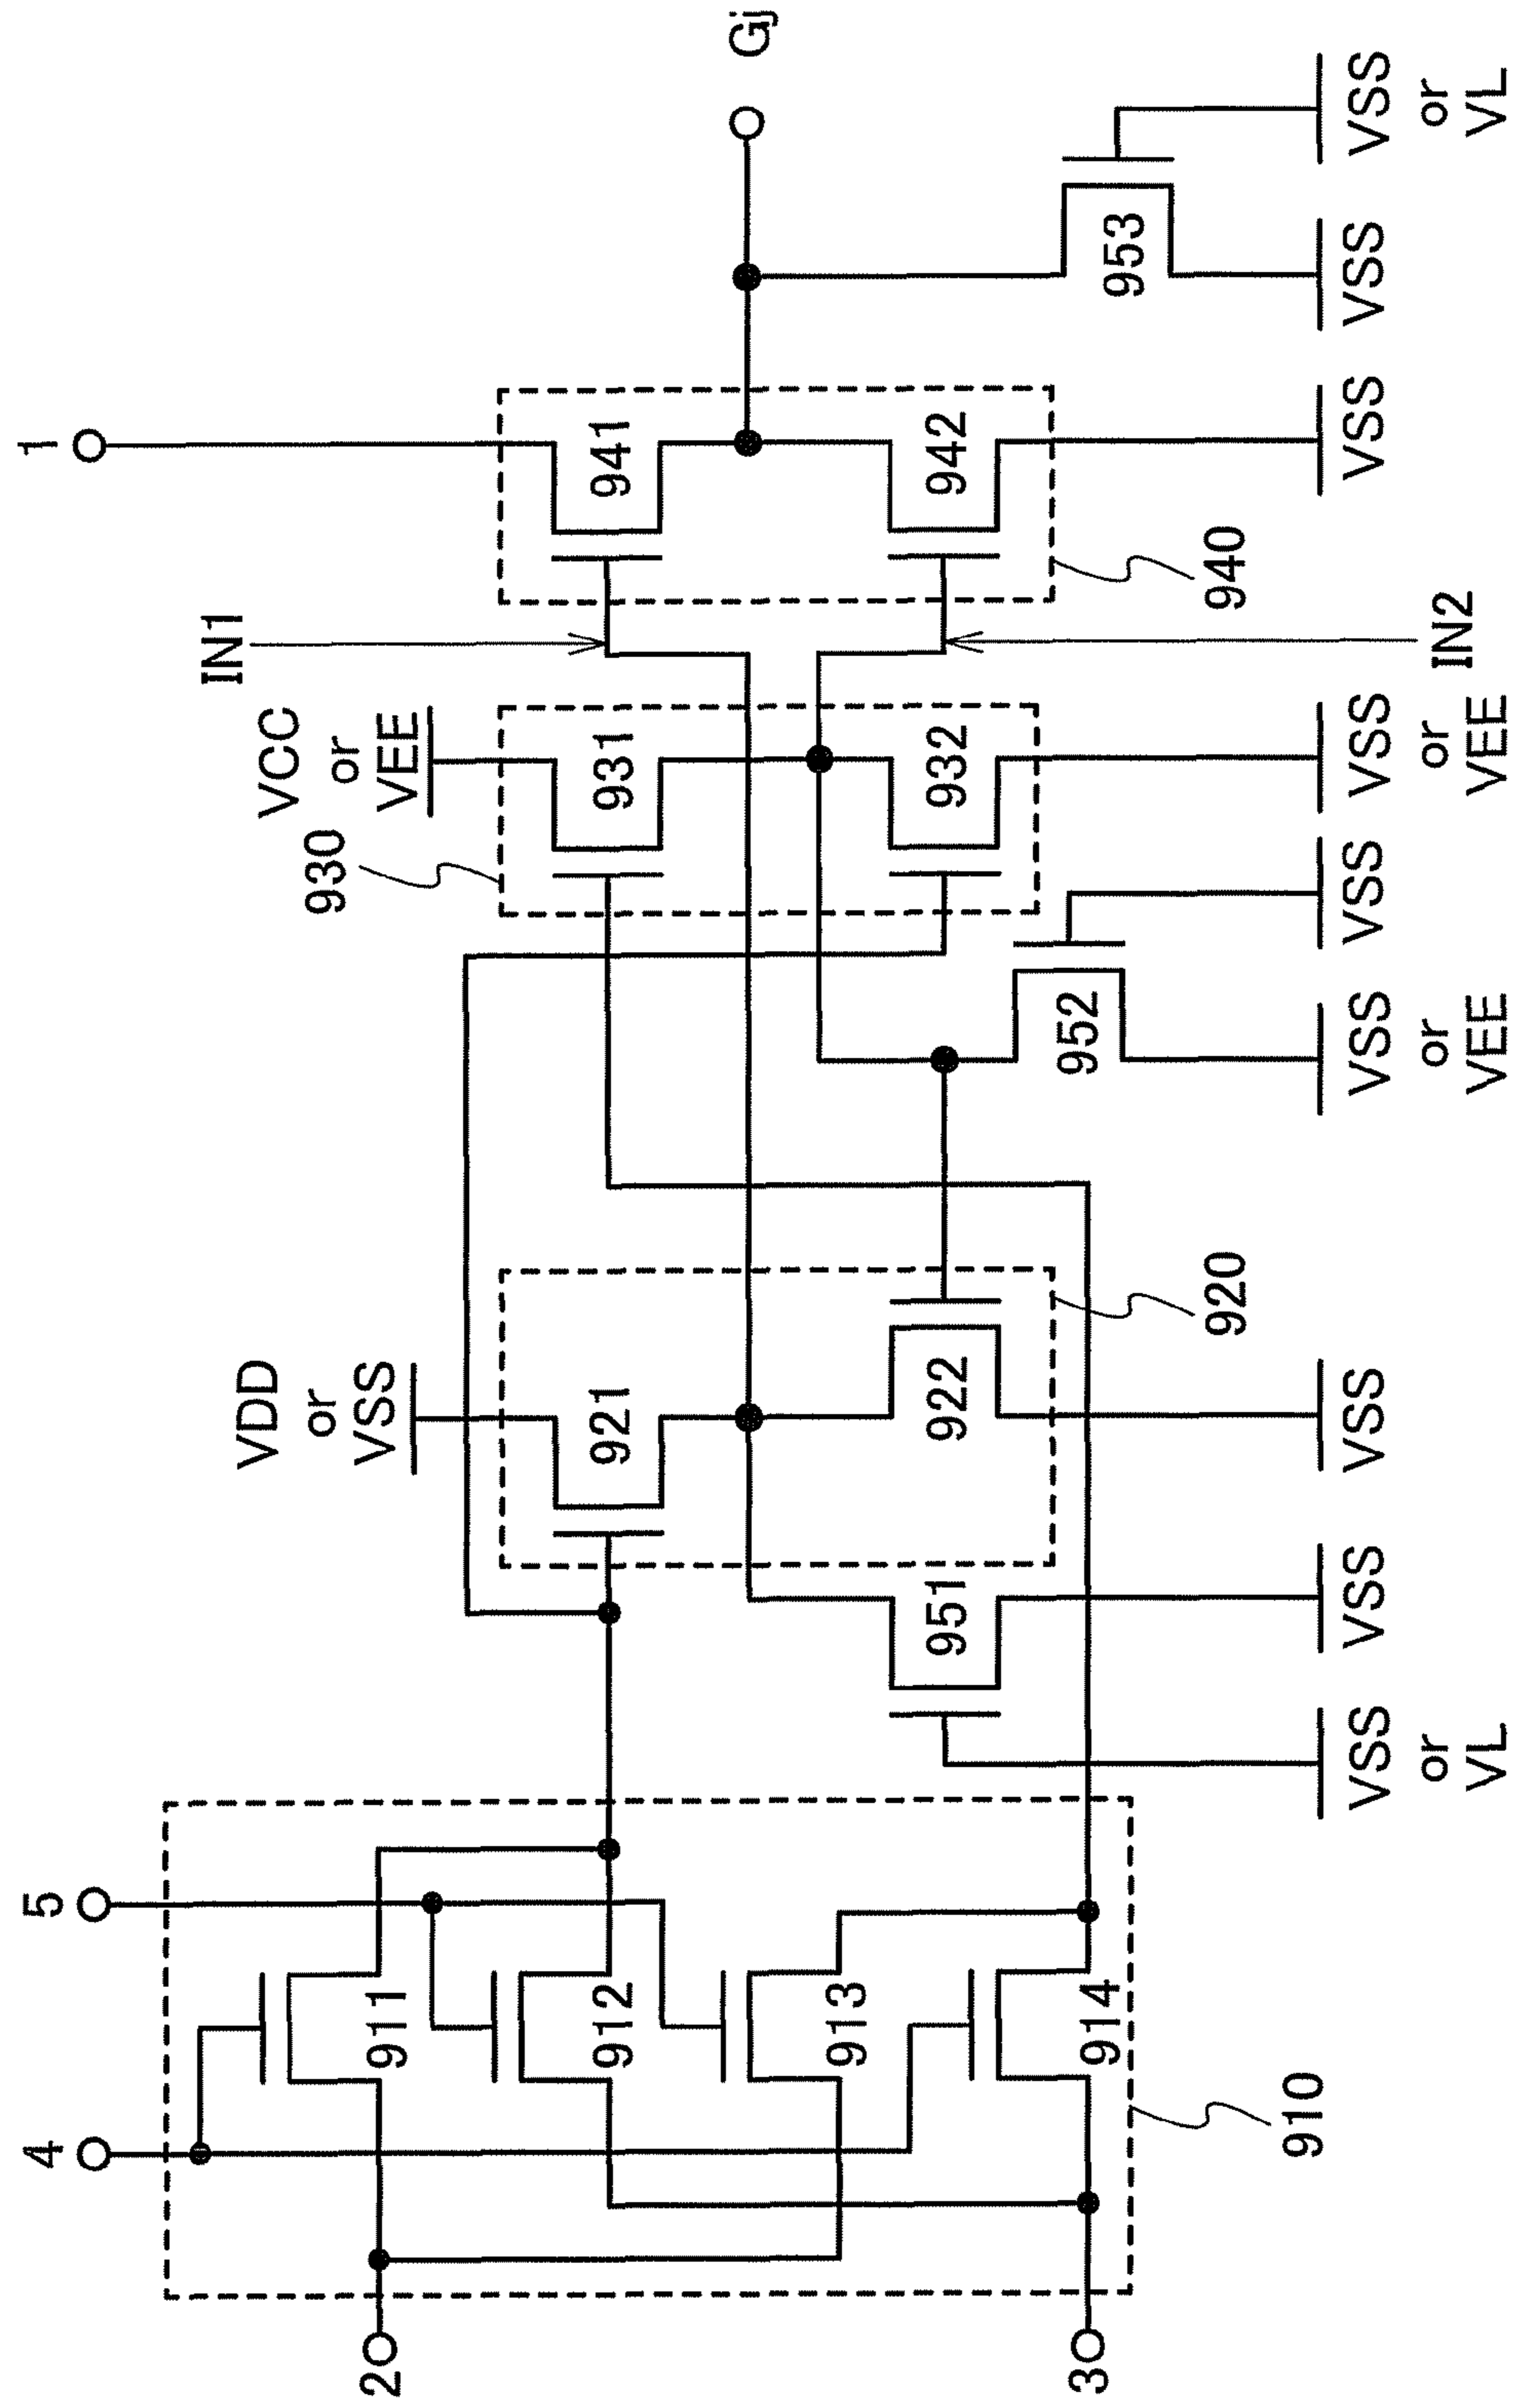 1
Gj
IN1
VCC
or
VEE
930
931
932
941
942
940
IN2
953
VSS
or
VL
VSS
VSS
VSS
or
VEE
VSS
952
VSS
or
VEE
VDD
or
VSS
921
922
920
951
VSS
VSS
VSS
or
VL
5
4
911
912
913
914
910
2
3